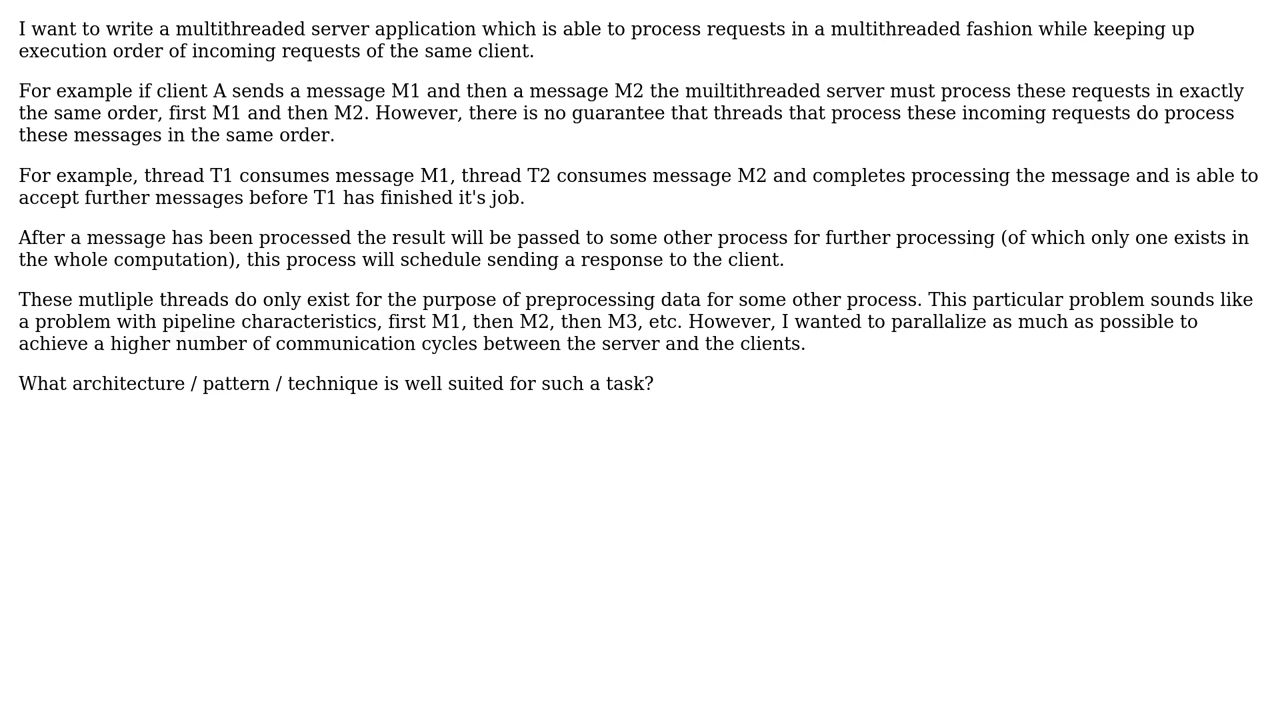 I want to write a multithreaded server application which is able to process requests in a multithreaded fashion while keeping up
execution order of incoming requests of the same client.
For example if client A sends a message M1 and then a message M2 the muiltithreaded server must process these requests in exactly
the same order, first M1 and then M2. However, there is no guarantee that threads that process these incoming requests do process
these messages in the same order.
For example, thread T1 consumes message M1, thread T2 consumes message M2 and completes processing the message and is able to
accept further messages before T1 has finished it's job.
After a message has been processed the result will be passed to some other process for further processing (of which only one exists in
the whole computation), this process will schedule sending a response to the client.
These mutliple threads do only exist for the purpose of preprocessing data for some other process. This particular problem sounds like
a problem with pipeline characteristics, first M1, then M2, then M3, etc. However, I wanted to parallalize as much as possible to
achieve a higher number of communication cycles between the server and the clients.
What architecture / pattern / technique is well suited for such a task?